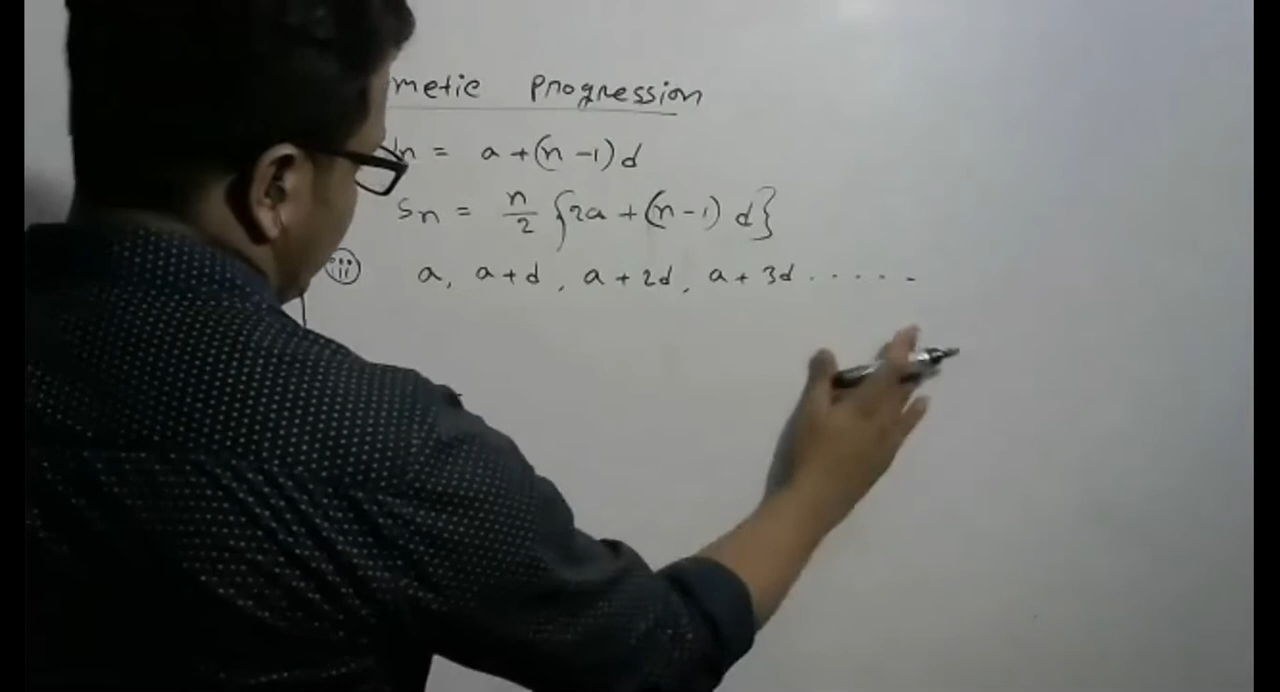 metic Progression
n = a+(n-1)d
Sn = n/2 {2a+(n-1) d}
(iii) a, a+d, a+2d, a+3d.....